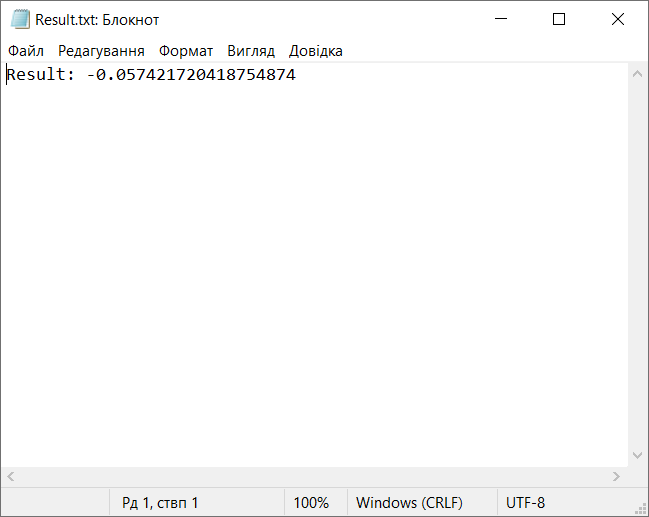 Result.txt: Блокнот
Файл Редагування Формат Вигляд Довідка
Result: -0.057421720418754874
Рд 1, ствп 1 100% Windows (CRLF) UTF-8